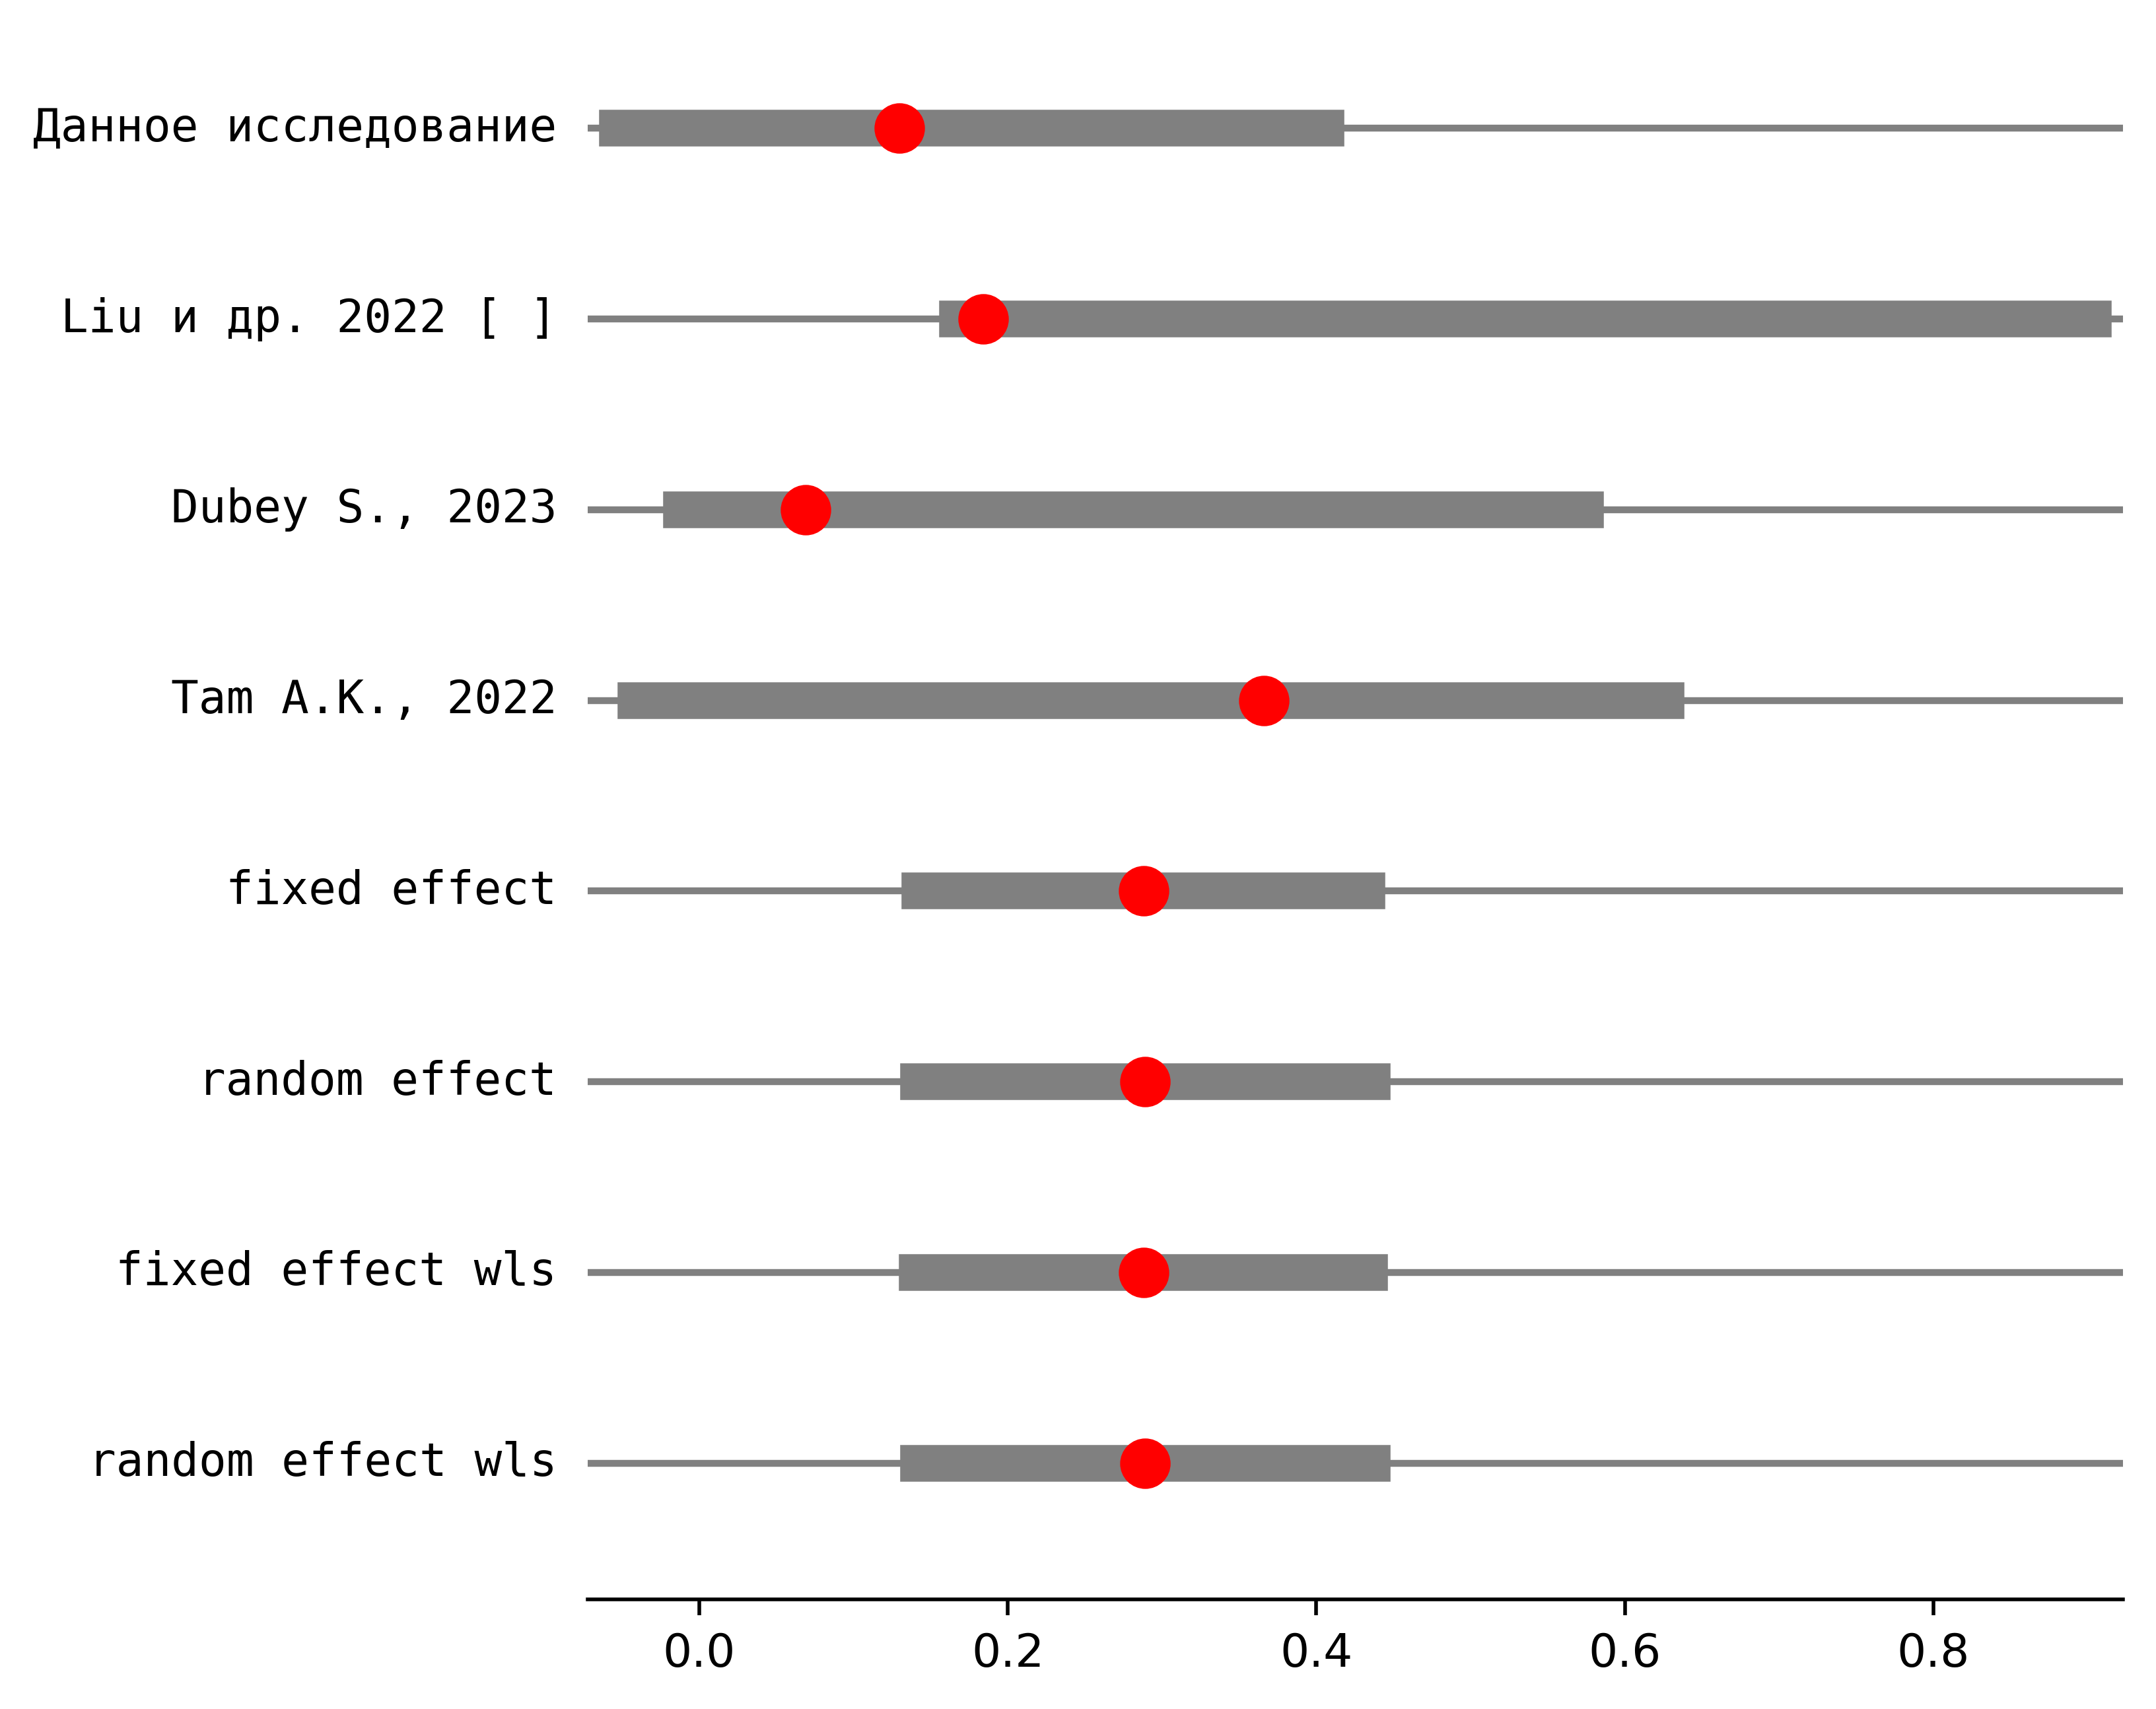 Данное исследование
Liu и др. 2022 [ ]
Dubey S., 2023
Tam A.K., 2022
fixed effect
random effect
fixed effect wls
random effect wls
0.0 0.2 0.4 0.6 0.8